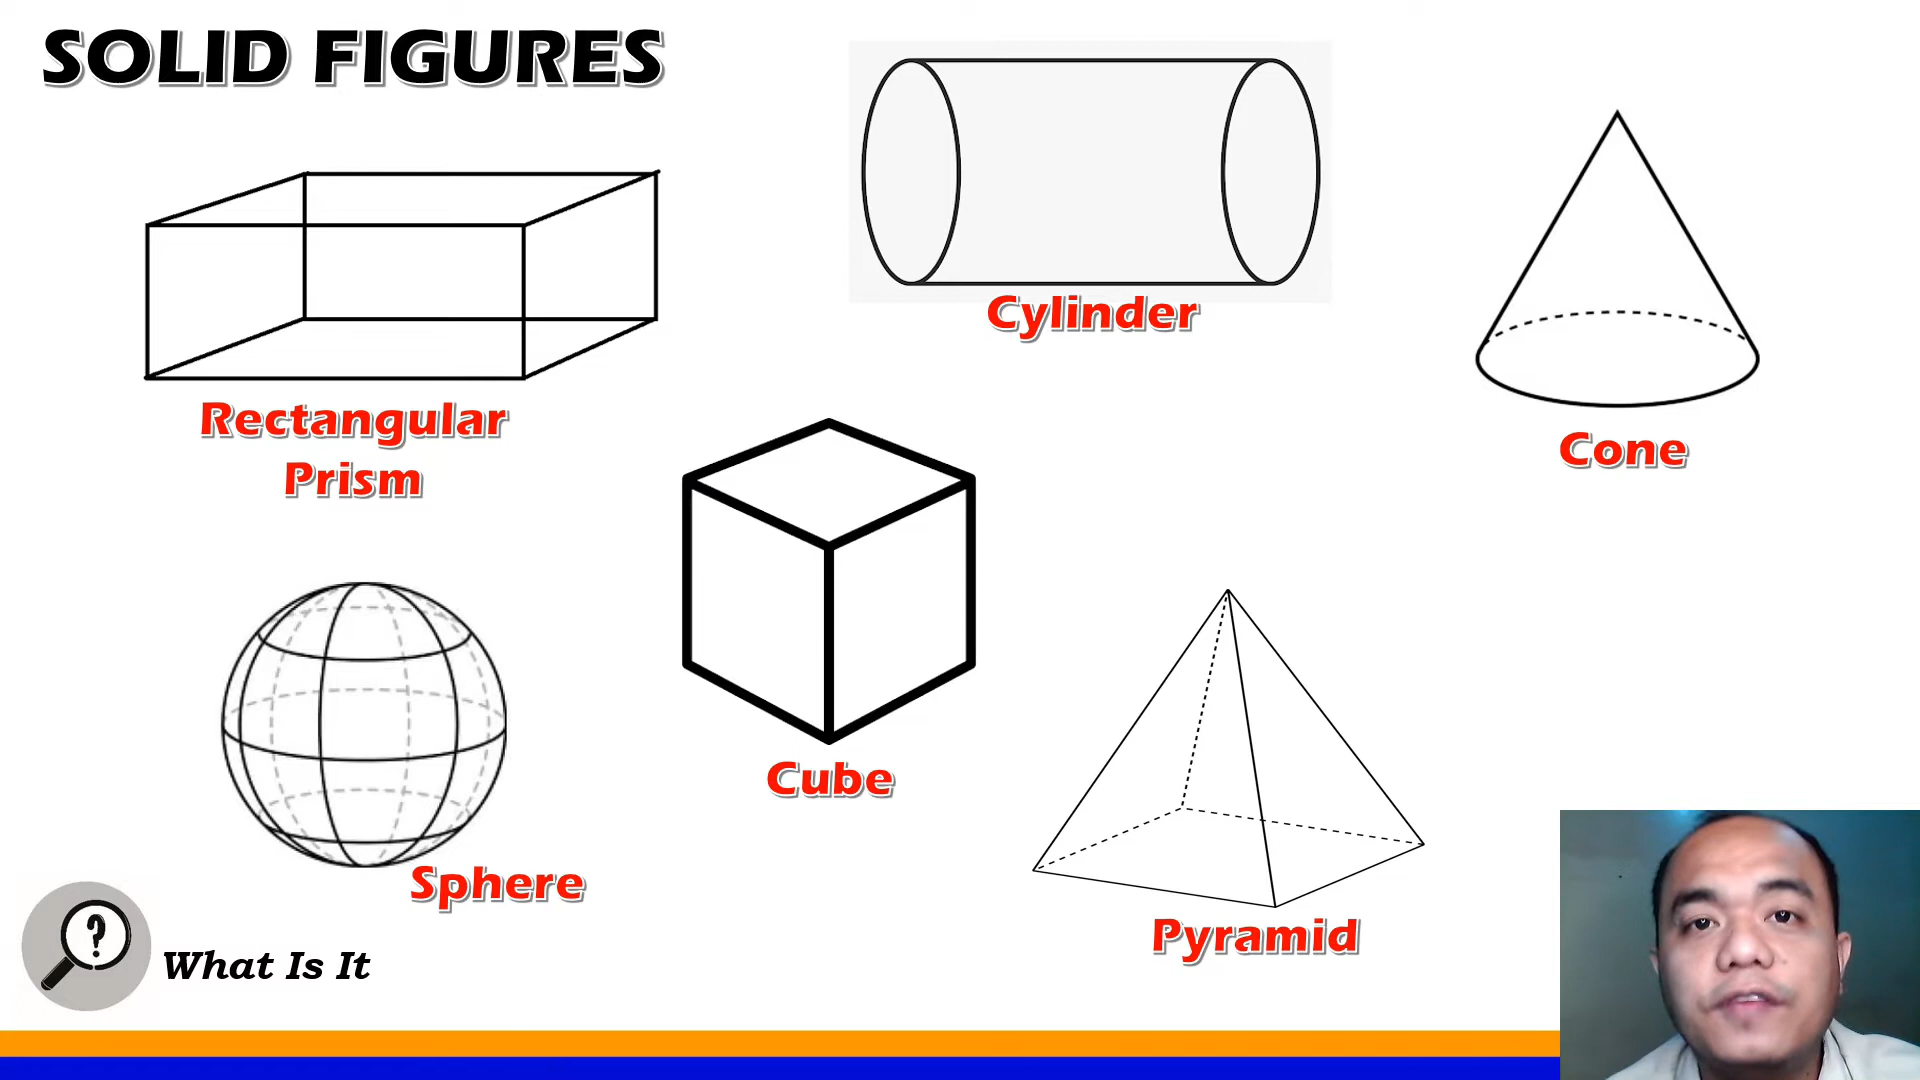 SOLID FIGURES
Cylinder
Rectangular
Prism
Cone
Cube
Sphere
Pyramid
?
What Is It